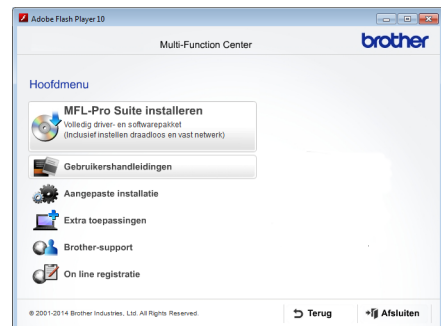 Adobe Flash Player 10
Multi-Function Center
brother
Hoofdmenu
MFL-Pro Suite installeren
Volledig driver- en softwarepakket
(Inclusief instellen draadloos en vast netwerk)
Gebruikershandleidingen
Aangepaste installatie
Extra toepassingen
Brother-support
On line registratie
© 2001-2014 Brother Industries, Ltd. All Rights Reserved.
Terug
Afsluiten